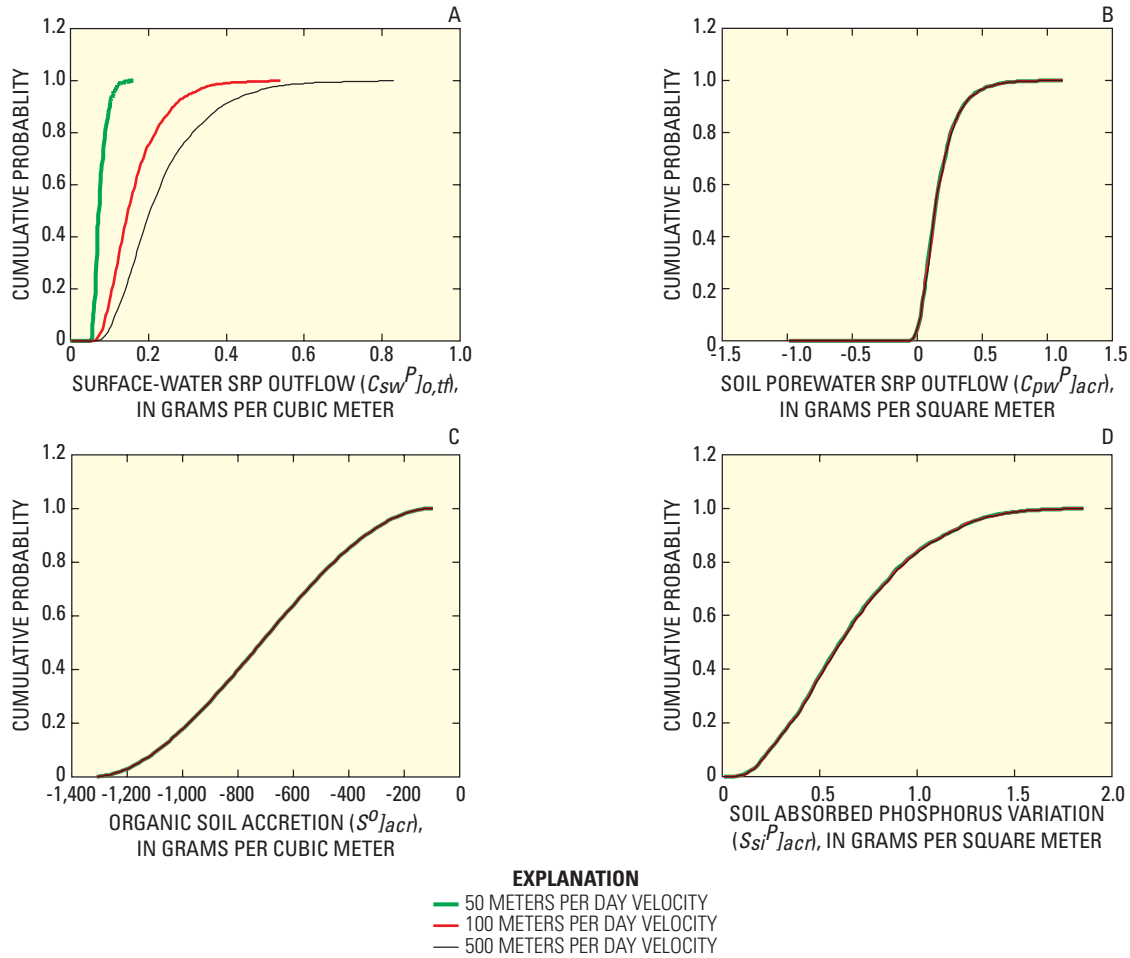 A
1.2
1.0
0.8
0.6
0.4
0.2
0
CUMULATIVE PROBABLITY
0 0.2 0.4 0.6 0.8 1.0
SURFACE-WATER SRP OUTFLOW (CswP]o,tf),
IN GRAMS PER CUBIC METER
B
1.2
1.0
0.8
0.6
0.4
0.2
0
CUMULATIVE PROBABLITY
-1.5 -1.0 -0.5 0 0.5 1.0 1.5
SOIL POREWATER SRP OUTFLOW (CpwP]acr),
IN GRAMS PER SQUARE METER
C
1.2
1.0
0.8
0.6
0.4
0.2
0
CUMULATIVE PROBABLITY
-1,400 -1,200 -1,000 -800 -600 -400 -200 0
ORGANIC SOIL ACCRETION (SO]acr),
IN GRAMS PER CUBIC METER
D
1.2
1.0
0.8
0.6
0.4
0.2
0
CUMULATIVE PROBABLITY
0 0.5 1.0 1.5 2.0
SOIL ABSORBED PHOSPHORUS VARIATION
(SsiP]acr), IN GRAMS PER SQUARE METER
EXPLANATION
50 METERS PER DAY VELOCITY
100 METERS PER DAY VELOCITY
500 METERS PER DAY VELOCITY